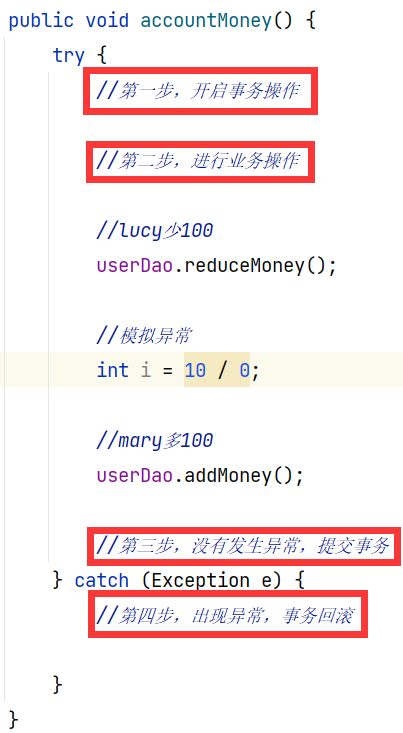 public void accountMoney() {
try {
//第一步，开启事务操作
//第二步，进行业务操作
//lucy少100
userDao.reduceMoney();
//模拟异常
int i = 10 / 0;
//mary多100
userDao.addMoney();
//第三步，没有发生异常，提交事务
} catch (Exception e) {
//第四步，出现异常，事务回滚
}
}